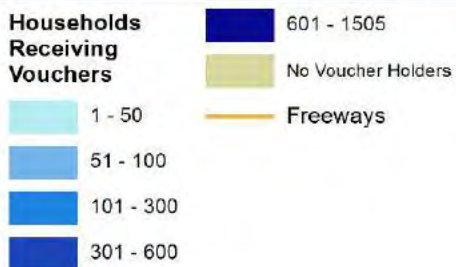 Households
Receiving
Vouchers
1 - 50
51 - 100
101 - 300
301 - 600
601 - 1505
No Voucher Holders
Freeways